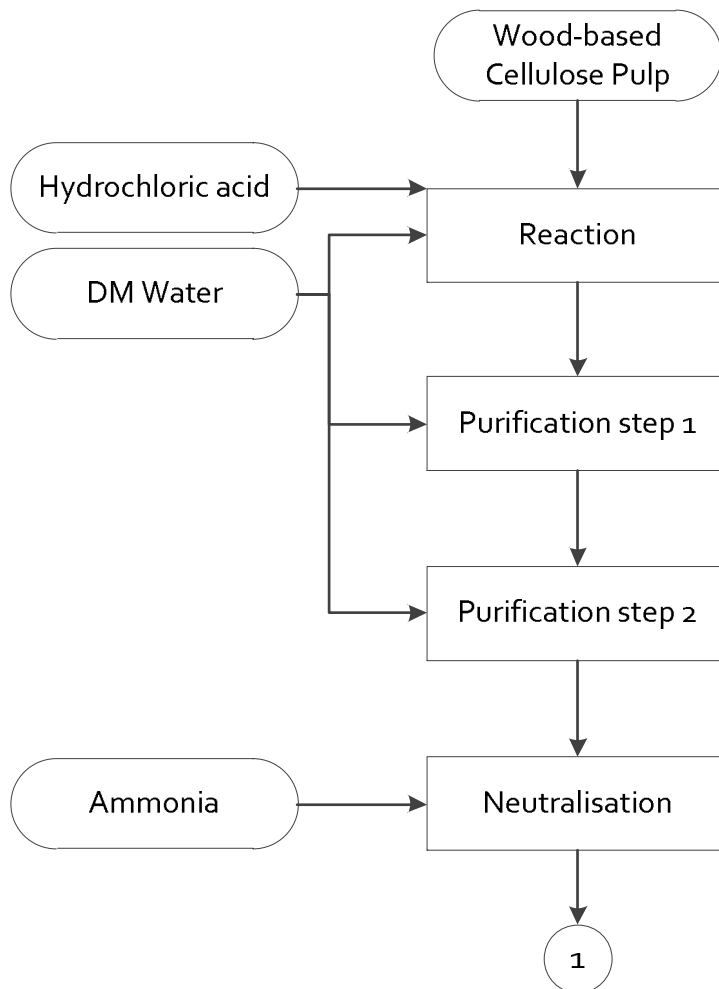 Wood-based
Cellulose Pulp
Hydrochloric acid
Reaction
DM Water
Purification step 1
Purification step 2
Ammonia
Neutralisation
1